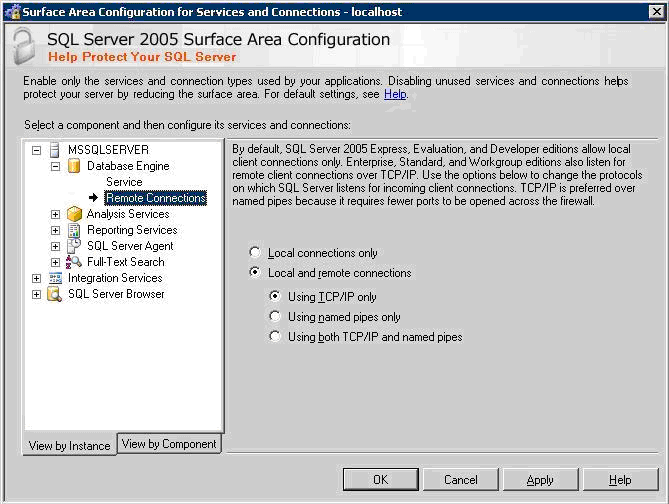 Surface Area Configuration for Services and Connections - localhost
SQL Server 2005 Surface Area Configuration
Help Protect Your SQL Server
Enable only the services and connection types used by your applications. Disabling unused services and connections helps
protect your server by reducing the surface area. For default settings, see Help.
Select a component and then configure its services and connections:
MSSQLSERVER
Database Engine
Service
Remote Connections
Analysis Services
Reporting Services
SQL Server Agent
Full-Text Search
Integration Services
SQL Server Browser
View by Instance
View by Component
By default, SQL Server 2005 Express, Evaluation, and Developer editions allow local
client connections only. Enterprise, Standard, and Workgroup editions also listen for
remote client connections over TCP/IP. Use the options below to change the protocols
on which SQL Server listens for incoming client connections. TCP/IP is preferred over
named pipes because it requires fewer ports to be opened across the firewall.
Local connections only
Local and remote connections
Using TCP/IP only
Using named pipes only
Using both TCP/IP and named pipes
OK
Cancel
Apply
Help